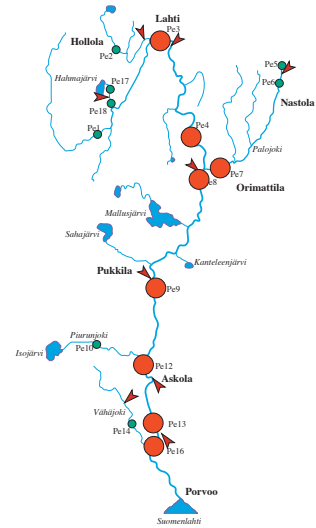 Lahti
Pe3
Hollola
Pe2
Hahmajärvi
Pe17
Pe5
Pe6
Nastola
Pe18
Pe1
Pe4
Palojoki
Pe7
e8
Orimattila
Mallusjärvi
Sahajärvi
Kanteleenjärvi
Pukkila
Pe9
Piurunjoki
Pe10
Isojärvi
Pe12
Askola
Vähäjoki
Pe13
Pe14
Pe16
Porvoo
Suomenlahti